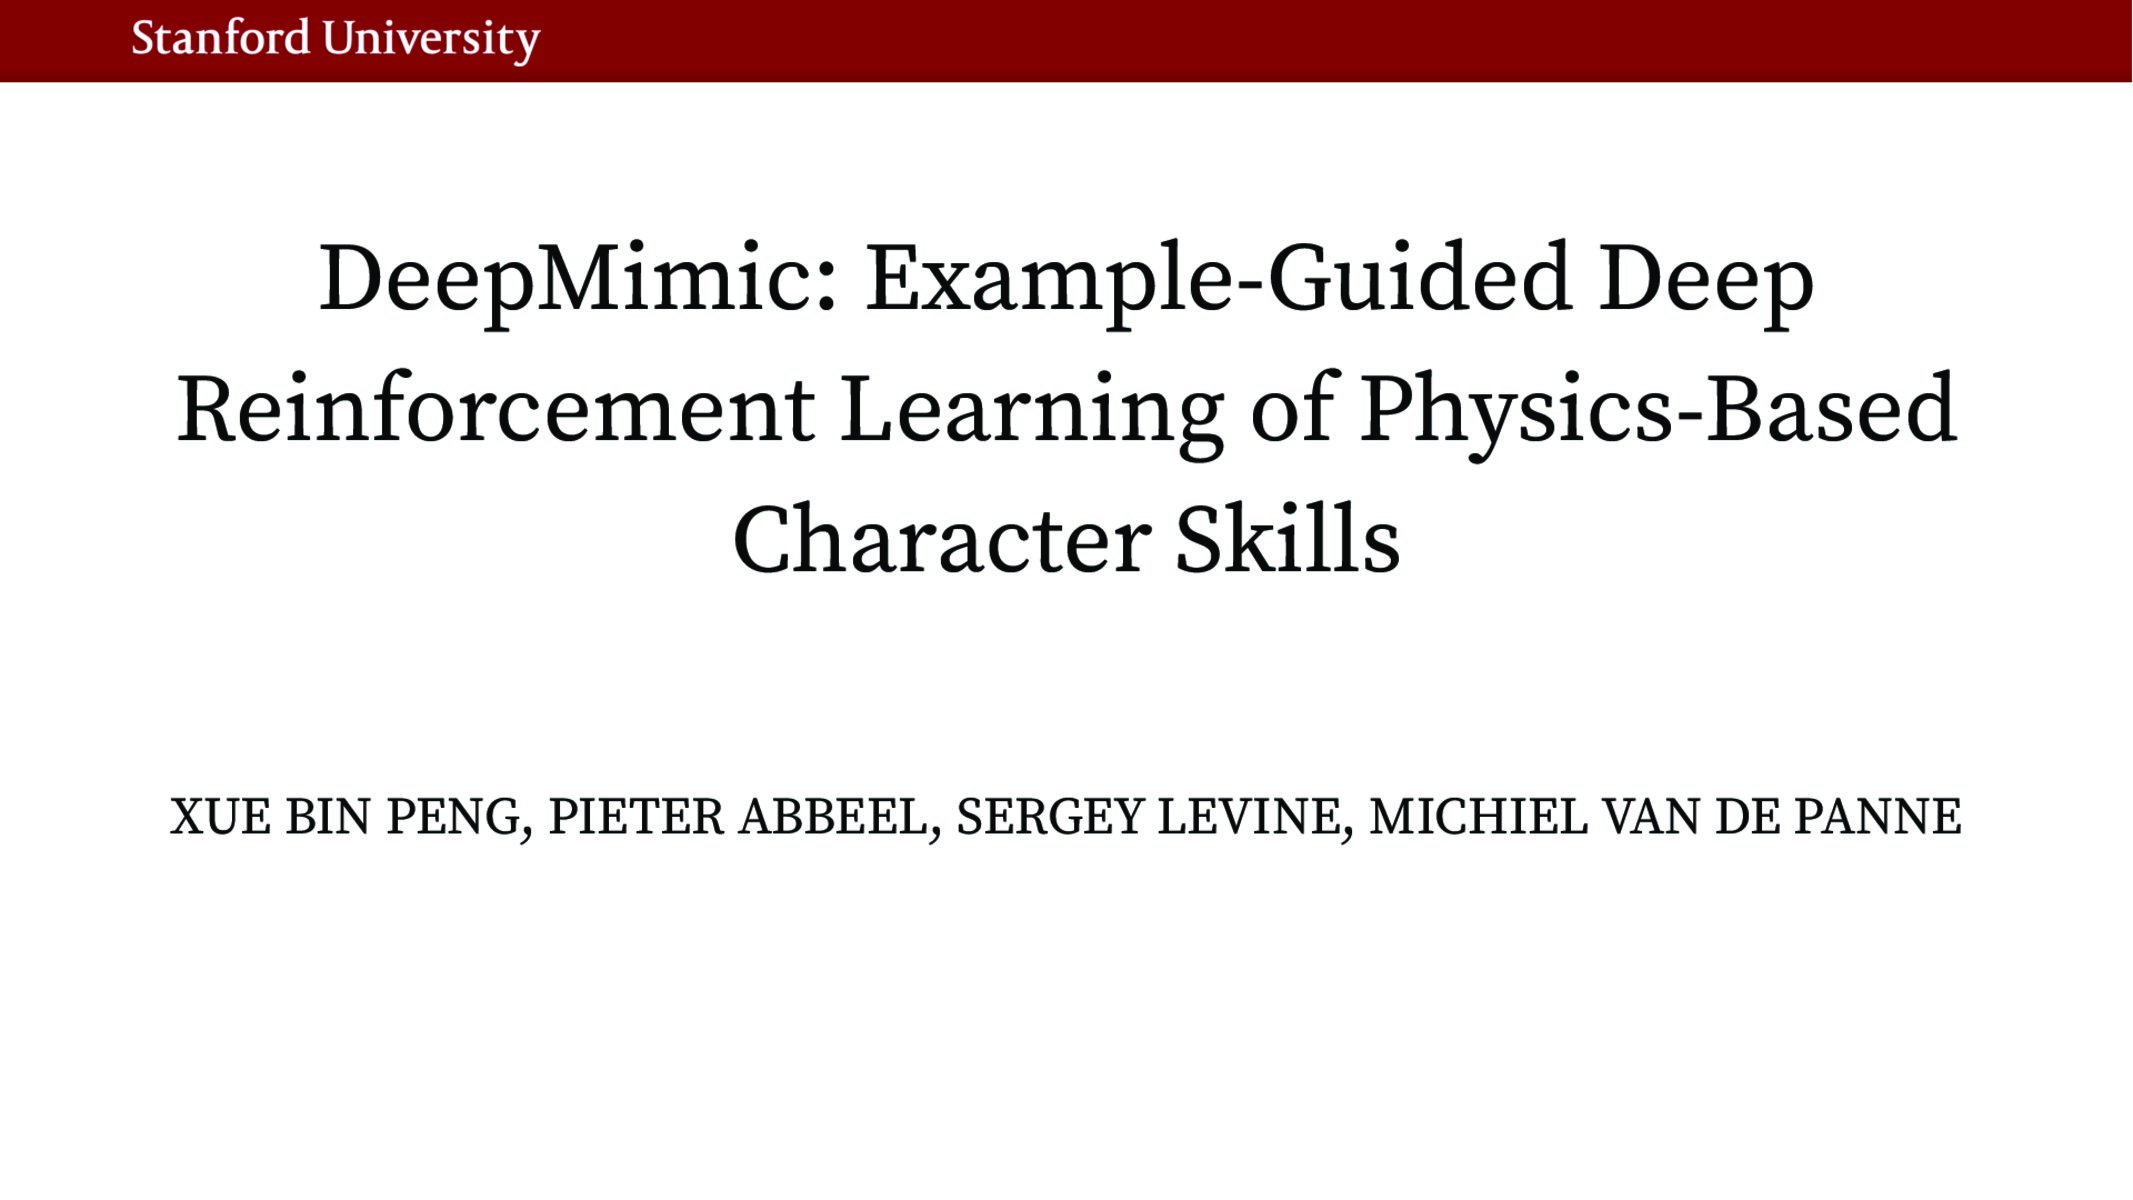 Stanford University
DeepMimic: Example-Guided Deep
Reinforcement Learning of Physics-Based
Character Skills
XUE BIN PENG, PIETER ABBEEL, SERGEY LEVINE, MICHIEL VAN DE PANNE